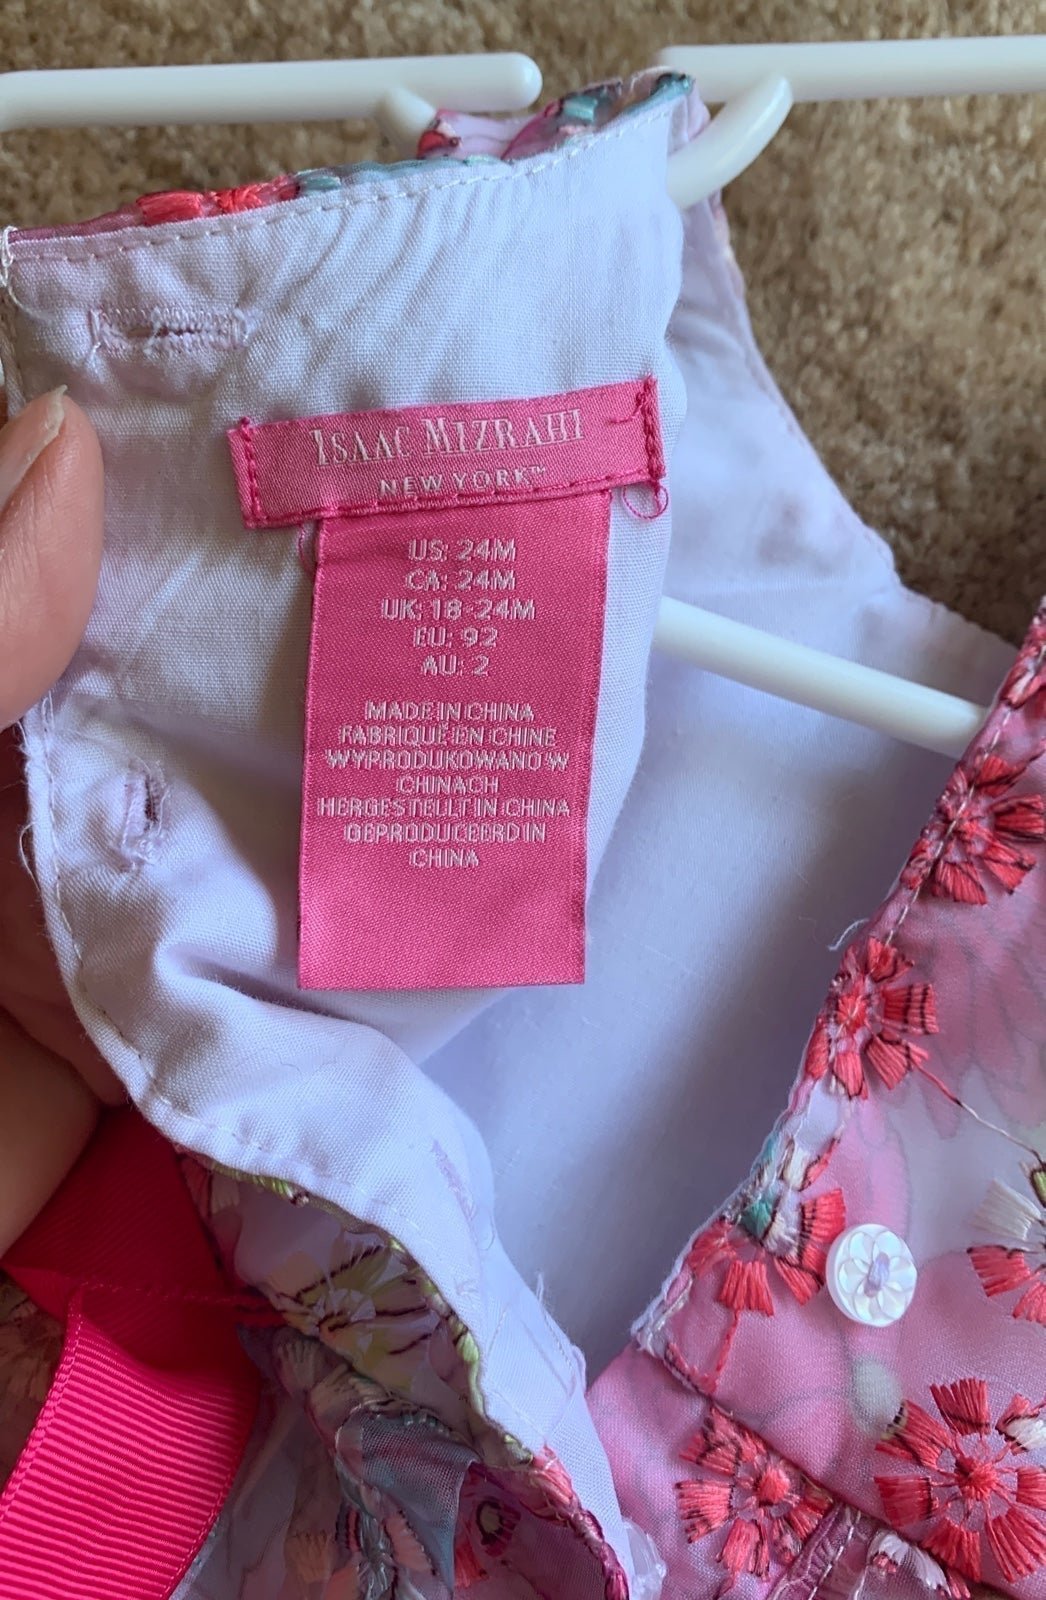 ISAAC MIZRAHI
NEW YORK™
US: 24M
CA: 24M
UK: 18-24M
EU: 92
AU: 2
MADE IN CHINA
FABRIQUÉ EN CHINE
WYPRODUKOWANO W
CHINACH
HERGESTELLT IN CHINA
GEPRODUCEERD IN
CHINA